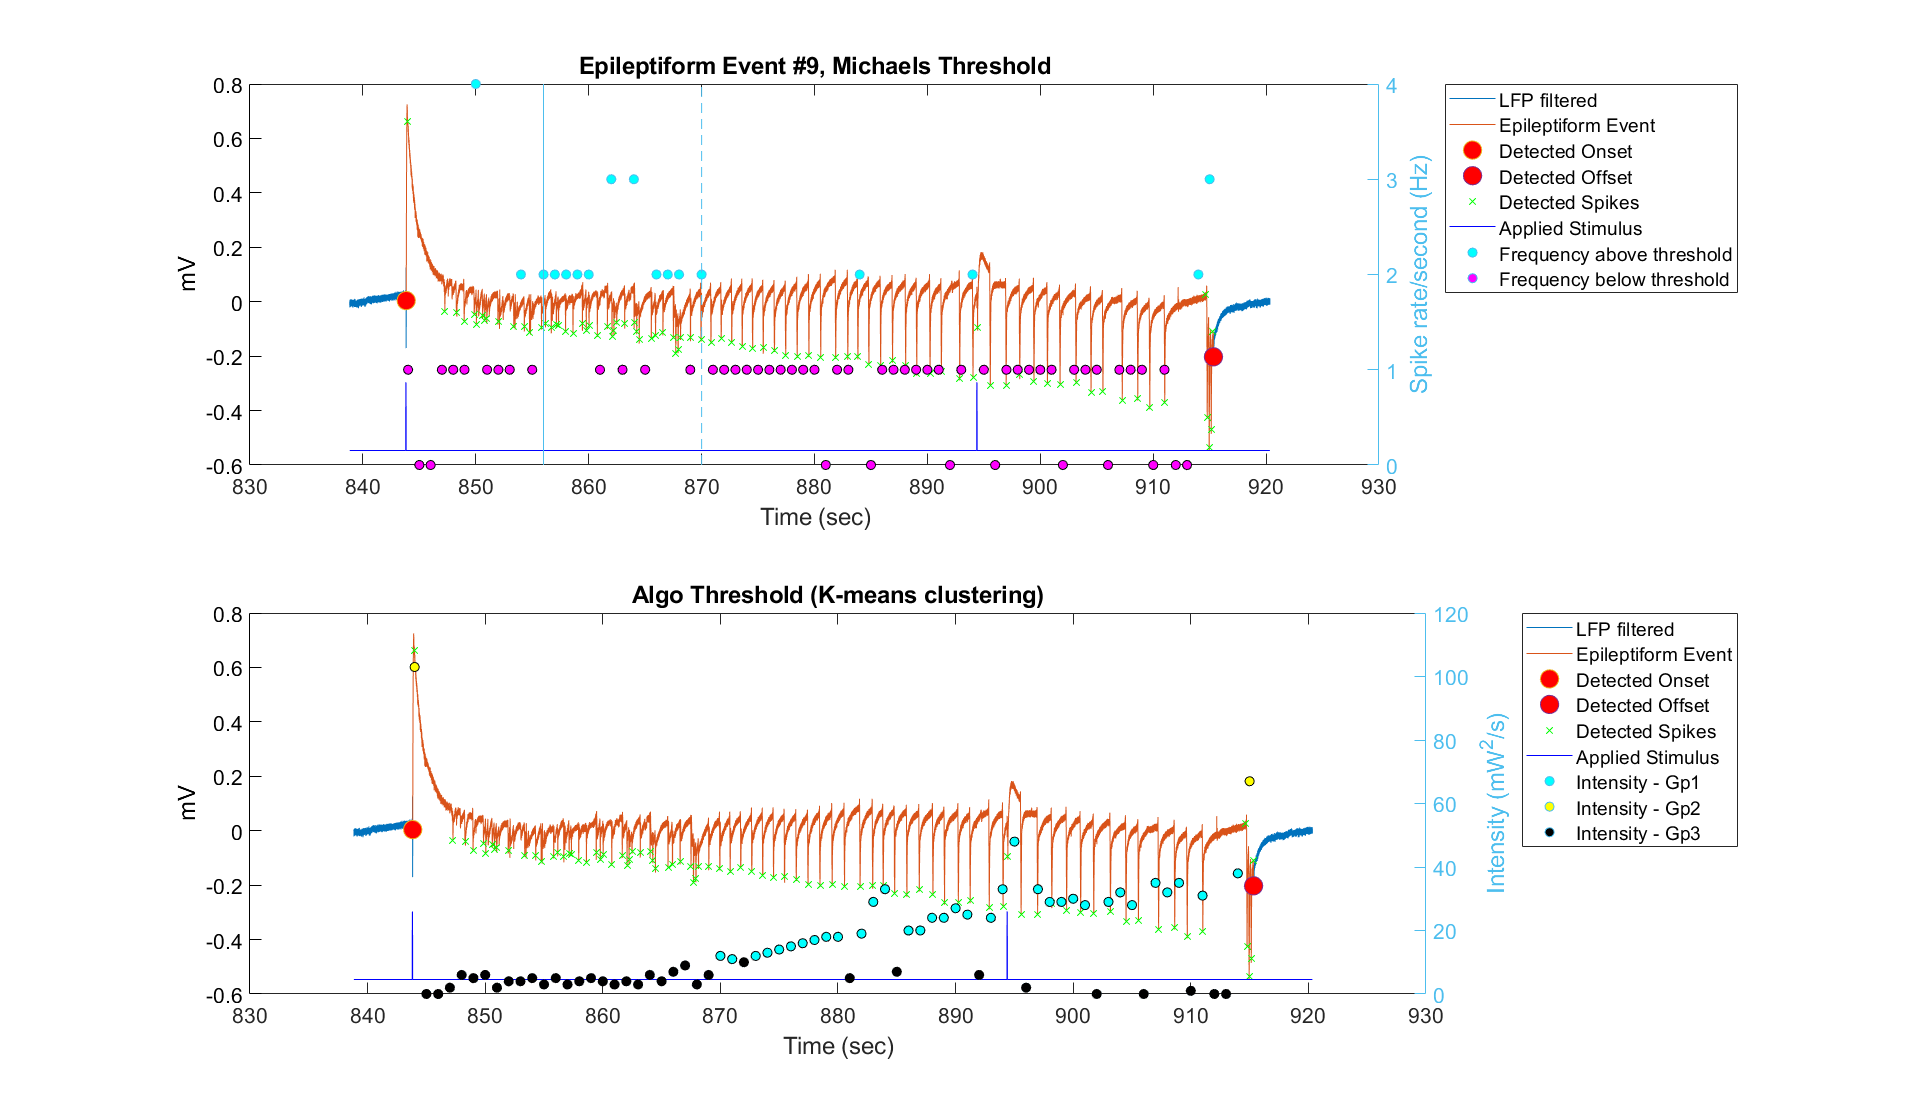 Epileptiform Event #9, Michaels Threshold
0.8
0.6
0.4
0.2
0
-0.2
-0.4
-0.6
mV
830
840
850
860
870
880
890
900
910
920
930
Time (sec)
4
3
2
1
0
Spike rate/second (Hz)
LFP filtered
Epileptiform Event
Detected Onset
Detected Offset
Detected Spikes
Applied Stimulus
Frequency above threshold
Frequency below threshold
Algo Threshold (K-means clustering)
0.8
0.6
0.4
0.2
0
-0.2
-0.4
-0.6
mV
830
840
850
860
870
880
890
900
910
920
930
Time (sec)
120
100
80
60
40
20
0
Intensity (mW²/s)
LFP filtered
Epileptiform Event
Detected Onset
Detected Offset
Detected Spikes
Applied Stimulus
Intensity - Gp1
Intensity - Gp2
Intensity - Gp3